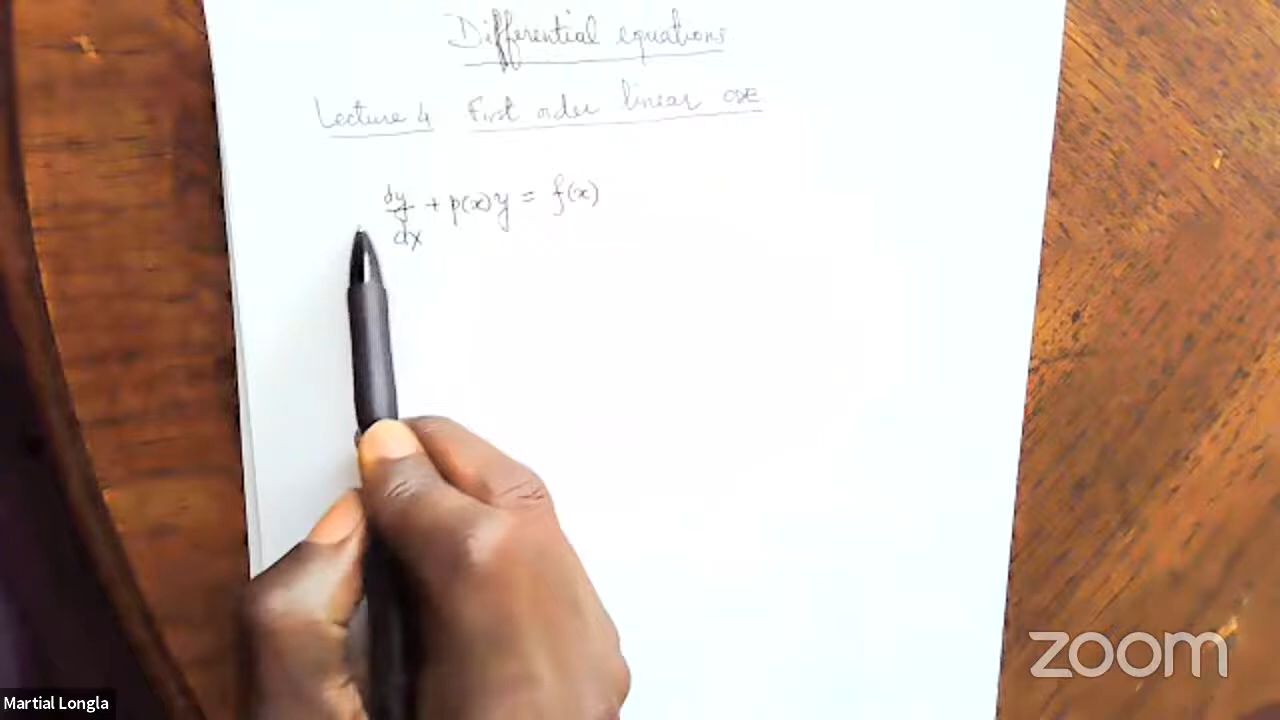 Differential equations
Lecture 4 First order linear ODE
dy/dx + p(x)y = f(x)
zoom
Martial Longla